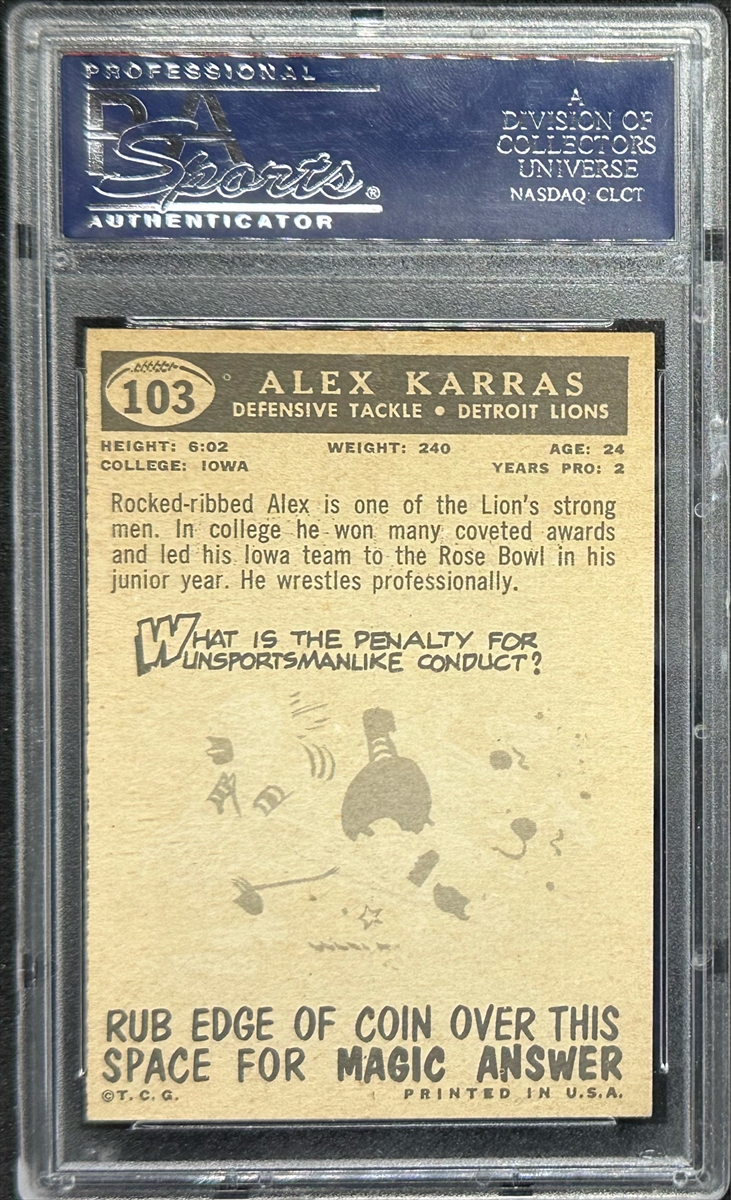 PROFESSIONAL
PSA
Sports®
AUTHENTICATOR
A
DIVISION OF
COLLECTORS
UNIVERSE
NASDAQ: CLCT
103
ALEX KARRAS
DEFENSIVE TACKLE • DETROIT LIONS
HEIGHT: 6:02 WEIGHT: 240 AGE: 24
COLLEGE: IOWA YEARS PRO: 2
Rocked-ribbed Alex is one of the Lion's strong
men. In college he won many coveted awards
and led his Iowa team to the Rose Bowl in his
junior year. He wrestles professionally.
WHAT IS THE PENALTY FOR
UNSPORTSMANLIKE CONDUCT?
RUB EDGE OF COIN OVER THIS
SPACE FOR MAGIC ANSWER
©T. C. G. PRINTED IN U.S.A.